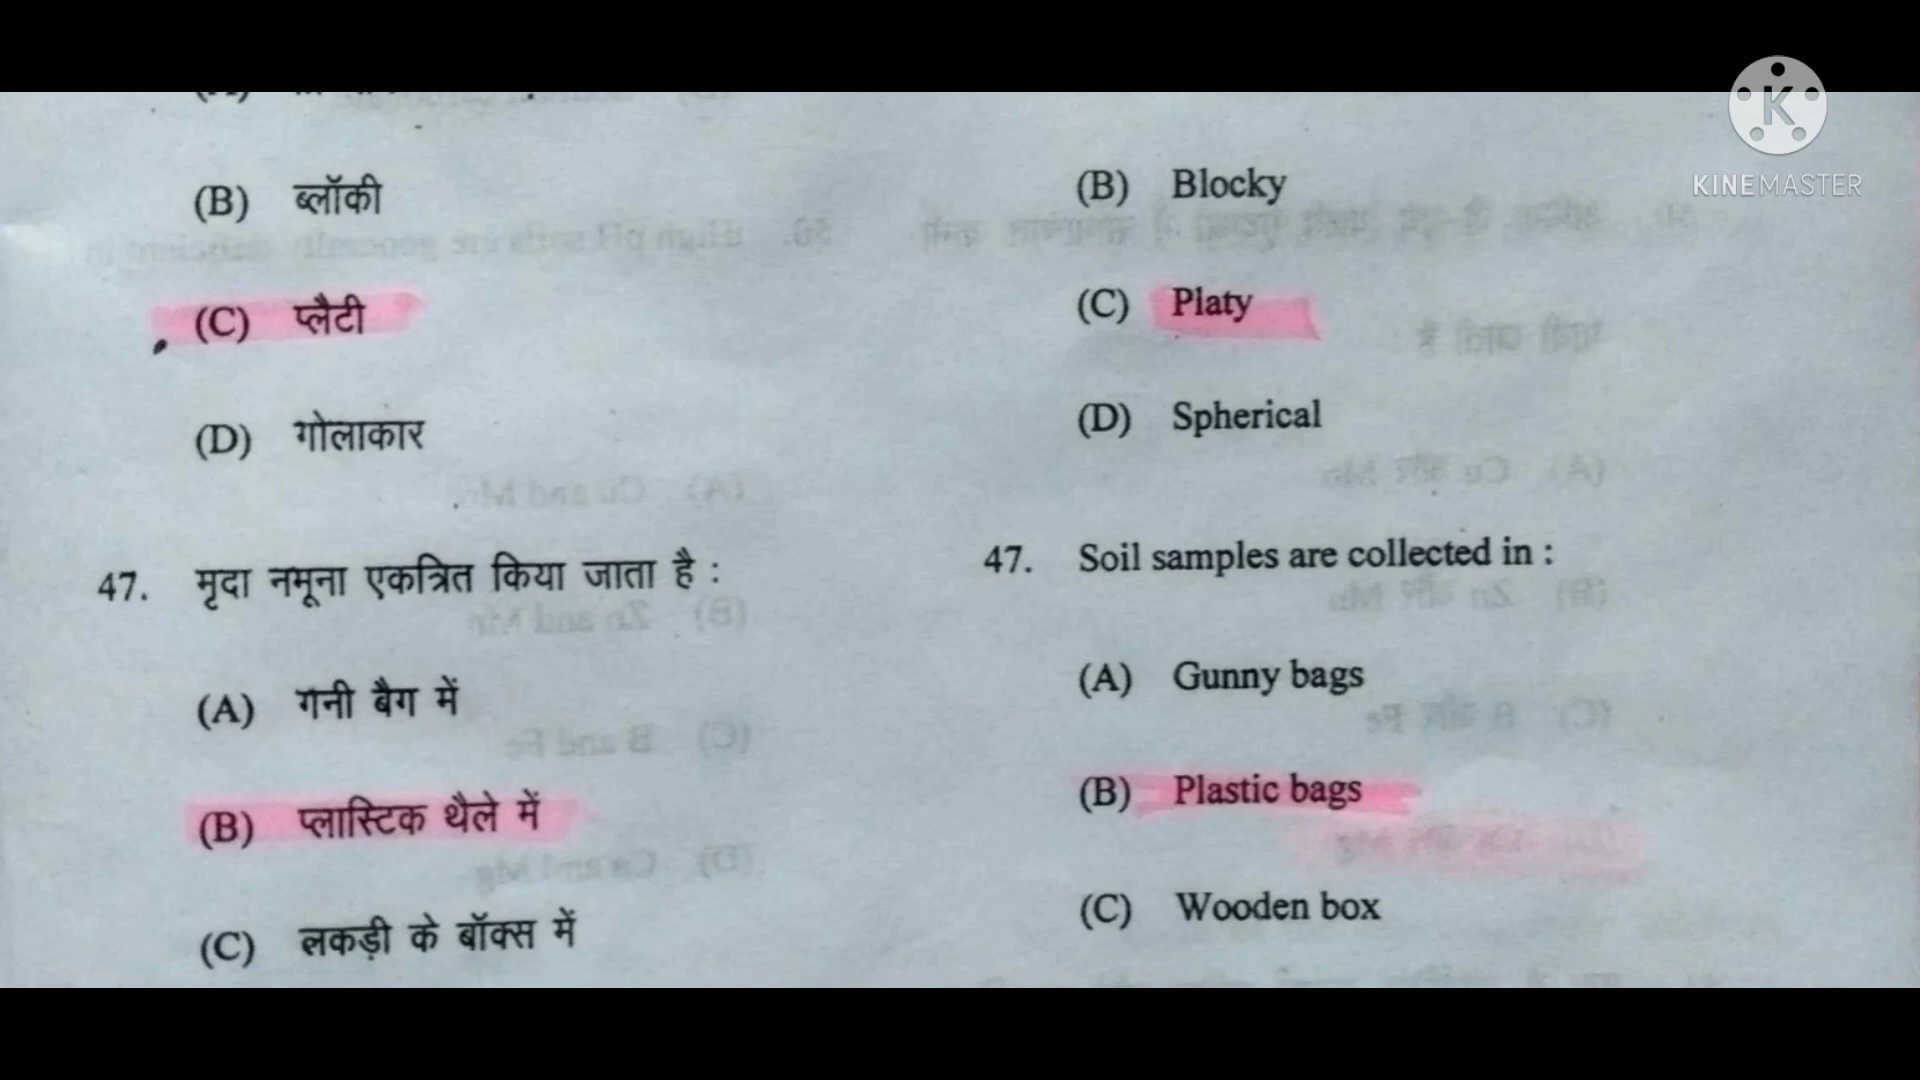 (B) ब्लॉकी
(C) प्लैटी
(D) गोलाकार
47. मृदा नमूना एकत्रित किया जाता है :
(A) गनी बैग में
(B) प्लास्टिक थैले में
(C) लकड़ी के बॉक्स में
(B) Blocky
(C) Platy
(D) Spherical
47. Soil samples are collected in :
(A) Gunny bags
(B) Plastic bags
(C) Wooden box
K
KINEMASTER